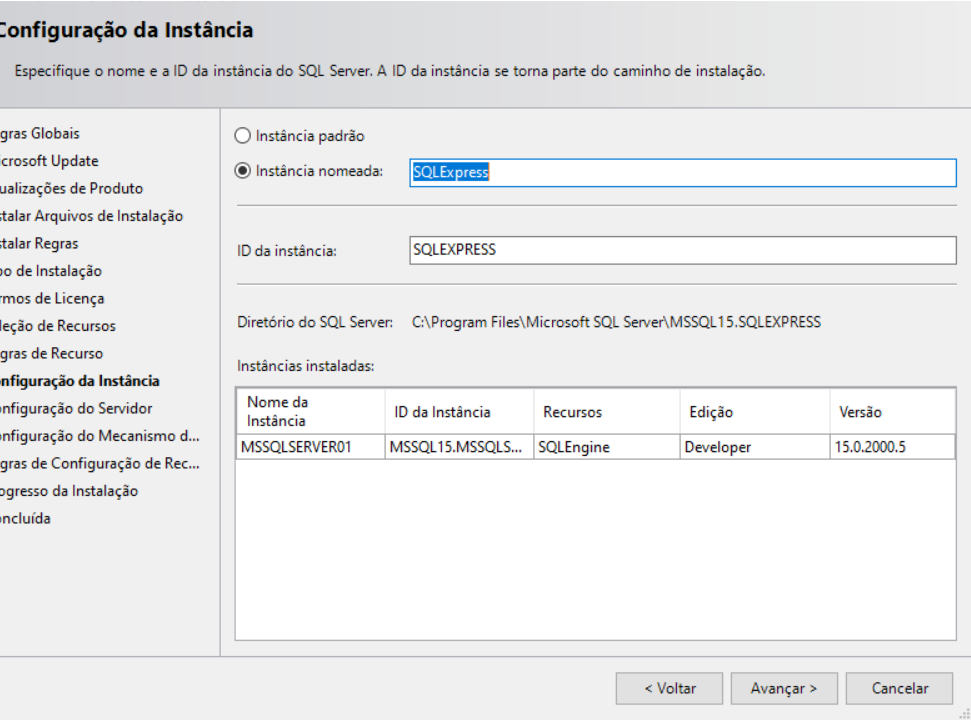 Configuração da Instância
Especifique o nome e a ID da instância do SQL Server. A ID da instância se torna parte do caminho de instalação.
gras Globais
icrosoft Update
ualizações de Produto
stalar Arquivos de Instalação
stalar Regras
po de Instalação
rmos de Licença
leção de Recursos
gras de Recurso
onfiguração da Instância
onfiguração do Servidor
onfiguração do Mecanismo d...
gras de Configuração de Rec...
ogresso da Instalação
oncluída
Instância padrão
Instância nomeada: SQLExpress
ID da instância: SQLEXPRESS
Diretório do SQL Server: C:\Program Files\Microsoft SQL Server\MSSQL15.SQLEXPRESS
Instâncias instaladas:
Nome da Instância ID da Instância Recursos Edição Versão
MSSQLSERVER01 MSSQL15.MSSQLS... SQLEngine Developer 15.0.2000.5
< Voltar Avançar > Cancelar